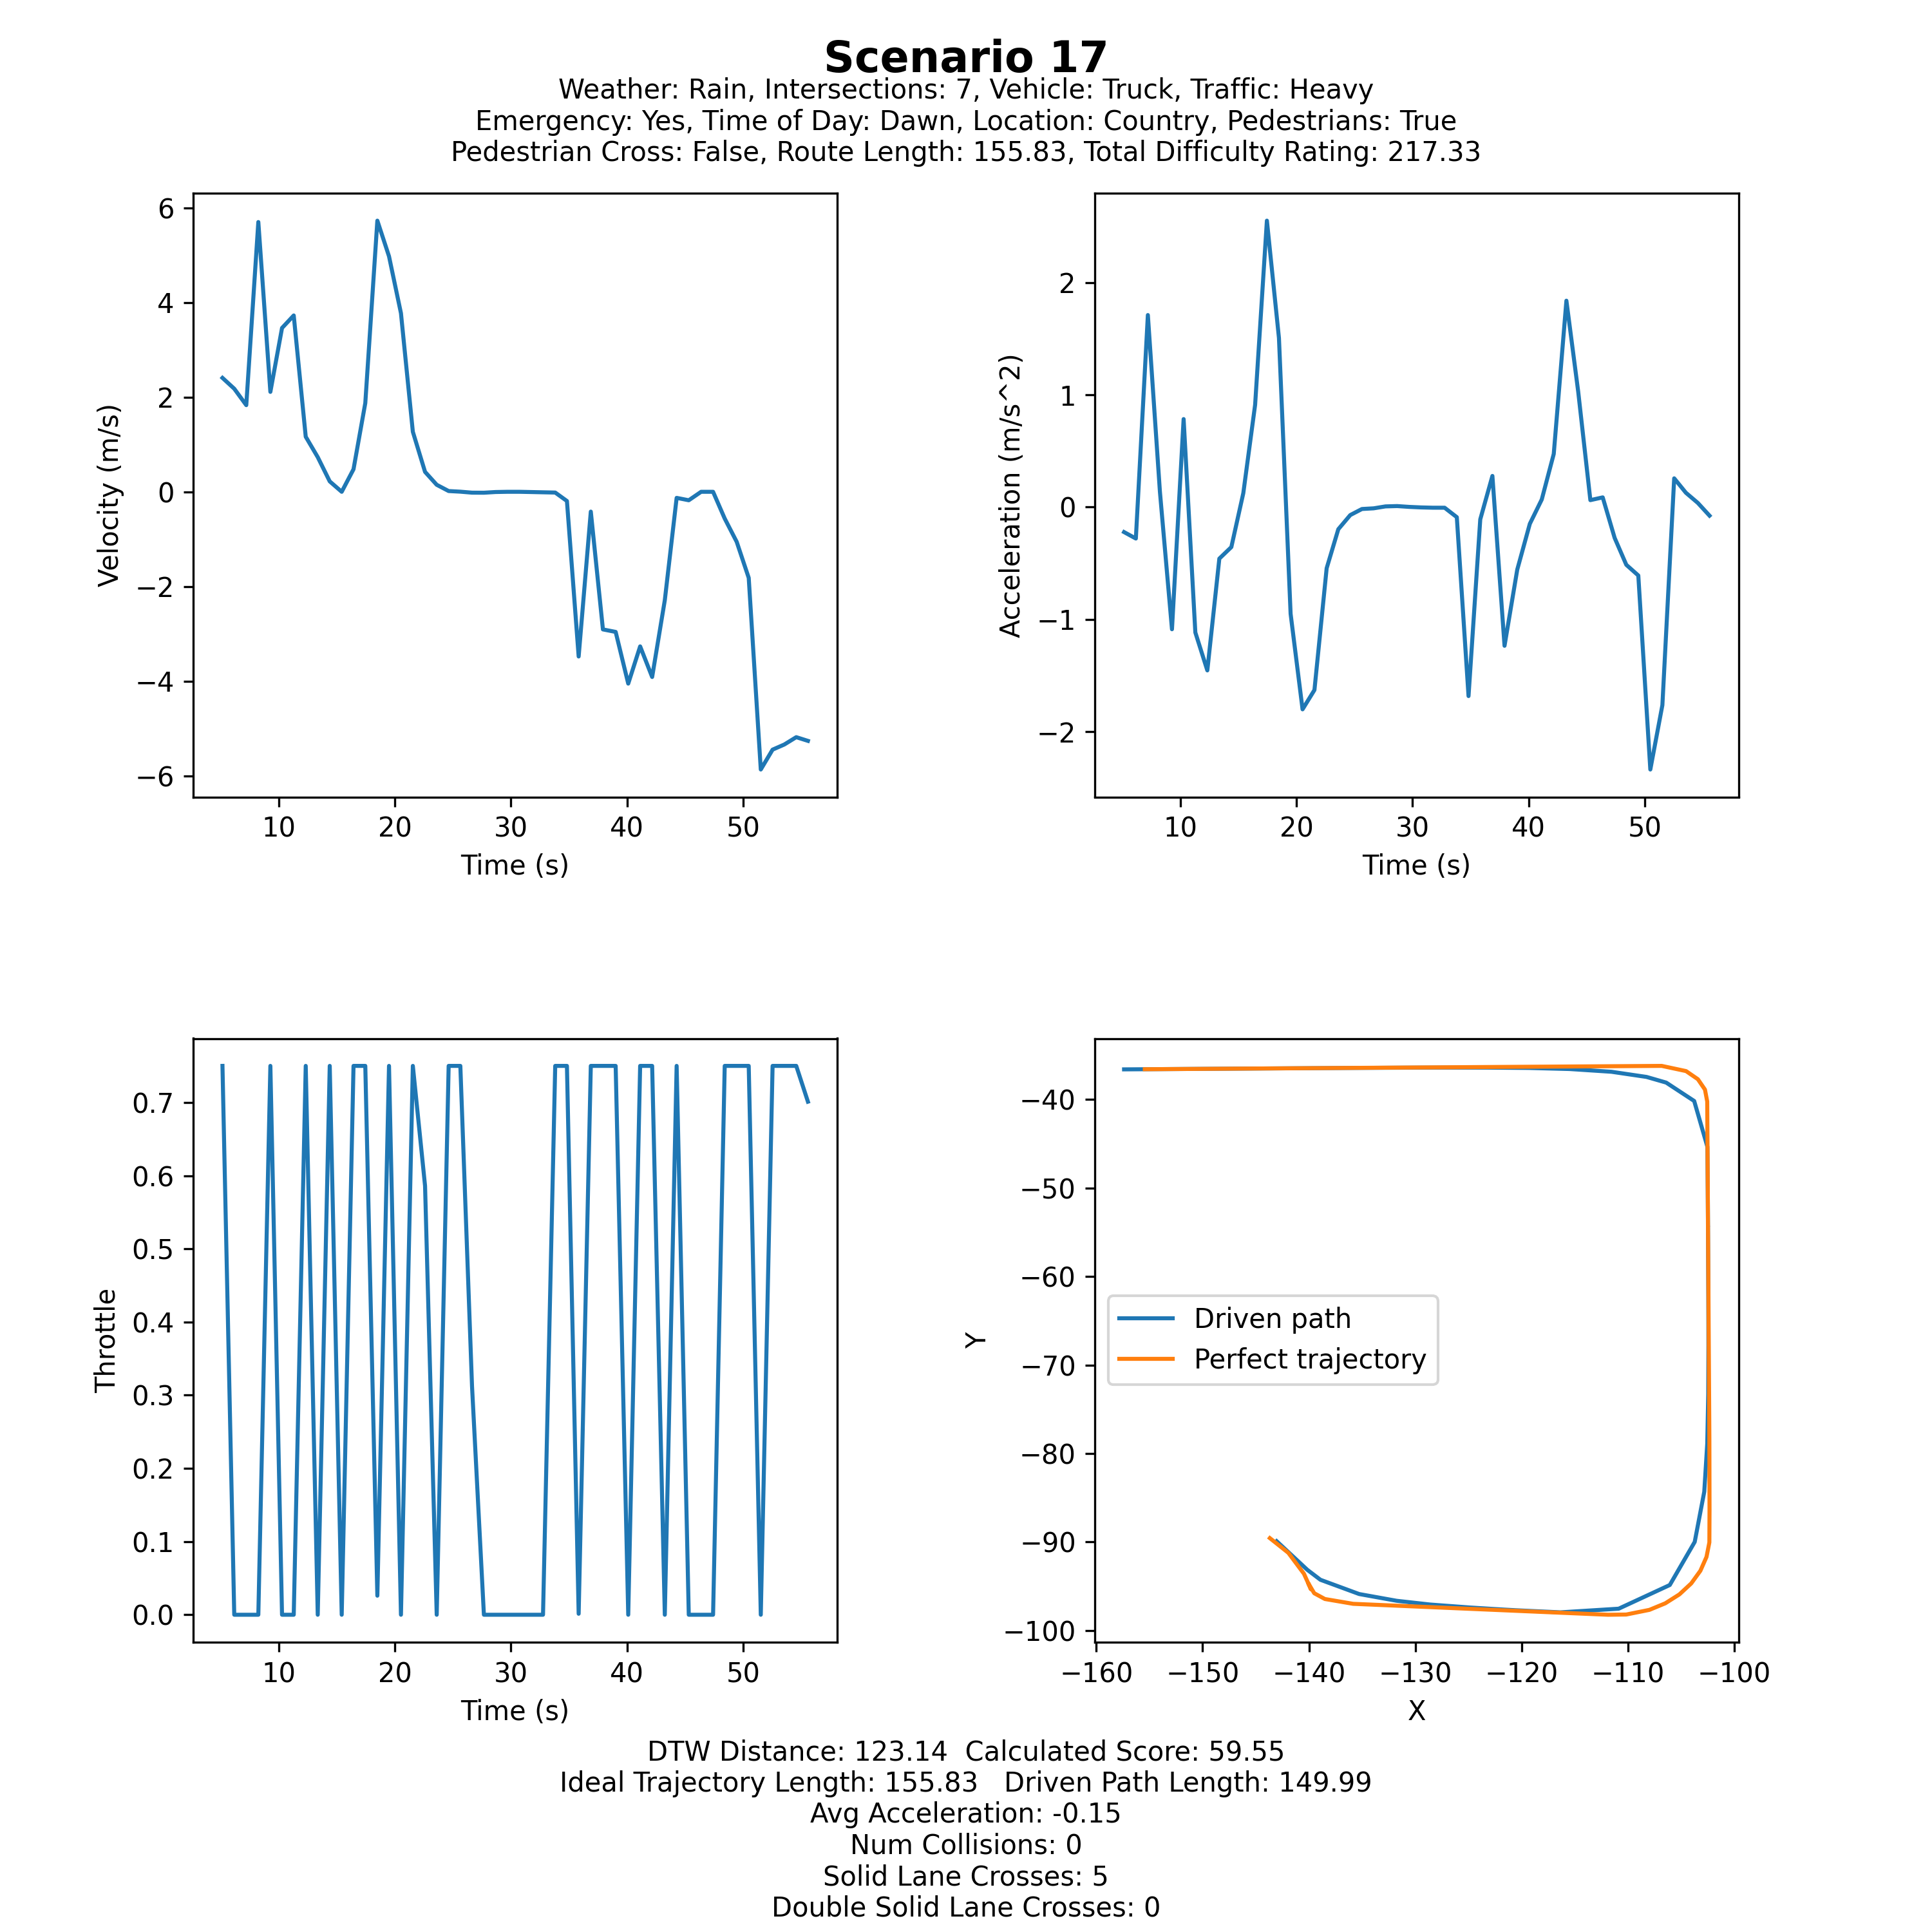 Scenario 17
Weather: Rain, Intersections: 7, Vehicle: Truck, Traffic: Heavy
Emergency: Yes, Time of Day: Dawn, Location: Country, Pedestrians: True
Pedestrian Cross: False, Route Length: 155.83, Total Difficulty Rating: 217.33
6
4
2
0
−2
−4
−6
Velocity (m/s)
10 20 30 40 50
Time (s)
2
1
0
−1
−2
Acceleration (m/s^2)
10 20 30 40 50
Time (s)
0.7
0.6
0.5
0.4
0.3
0.2
0.1
0.0
Throttle
10 20 30 40 50
Time (s)
−40
−50
−60
−70
−80
−90
−100
Y
Driven path
Perfect trajectory
−160 −150 −140 −130 −120 −110 −100
X
DTW Distance: 123.14  Calculated Score: 59.55
Ideal Trajectory Length: 155.83   Driven Path Length: 149.99
Avg Acceleration: -0.15
Num Collisions: 0
Solid Lane Crosses: 5
Double Solid Lane Crosses: 0